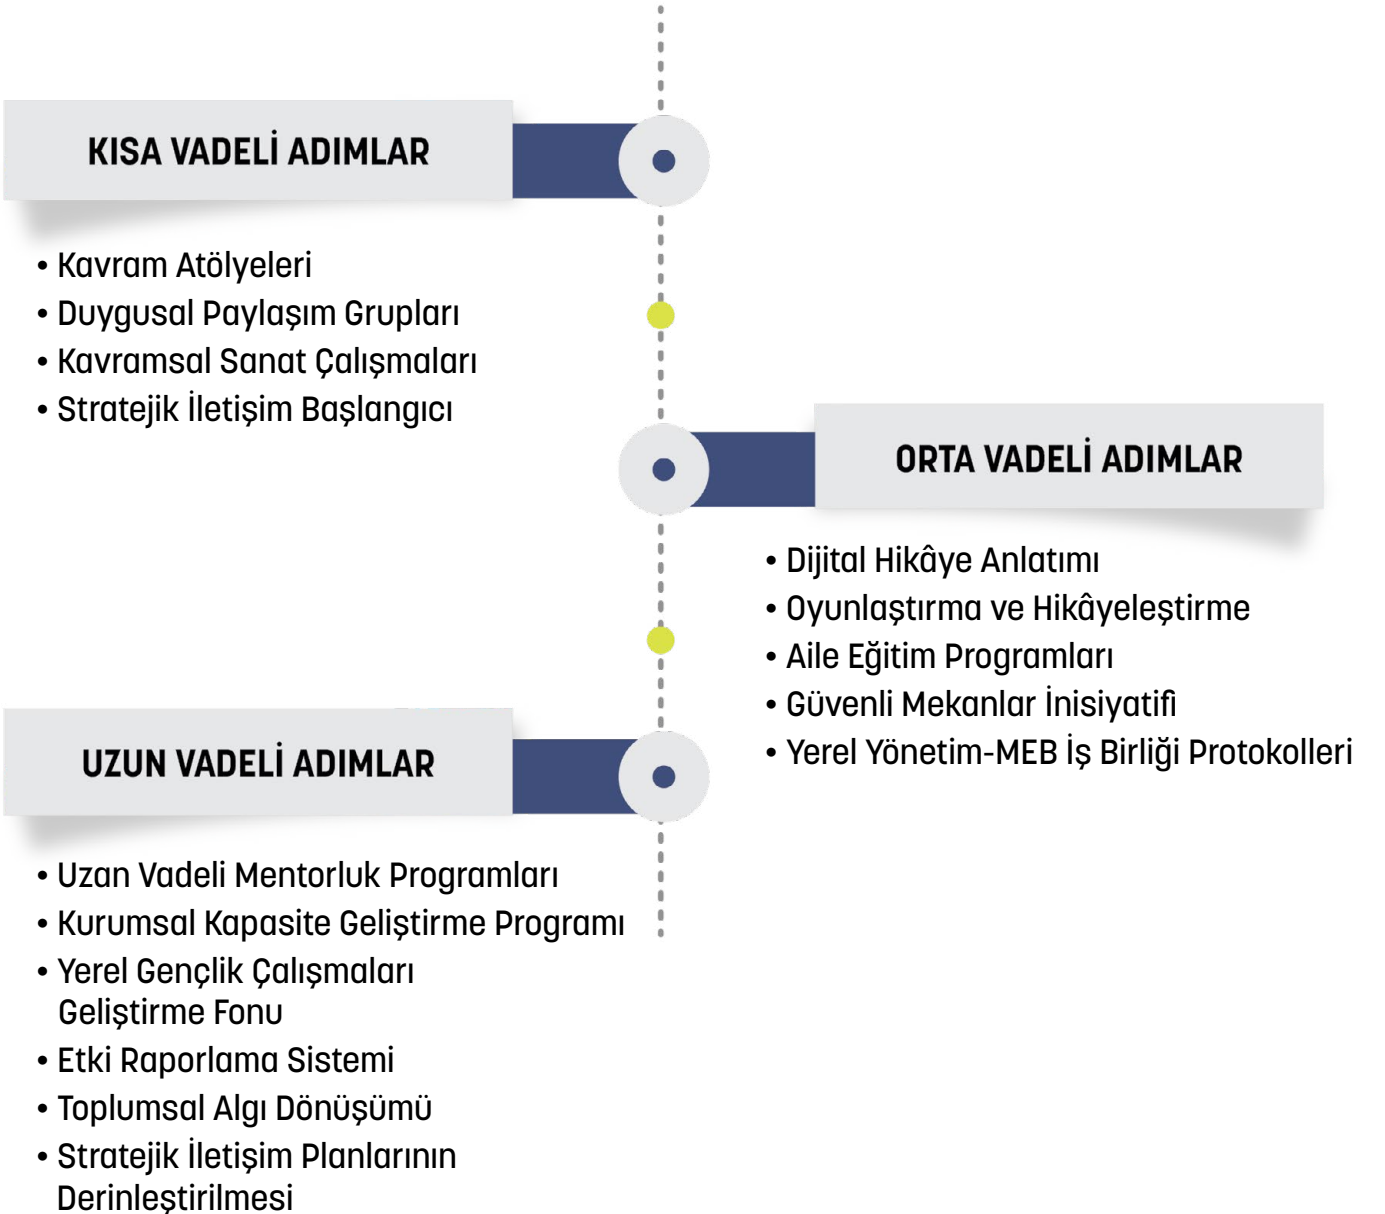 KISA VADELİ ADIMLAR
• Kavram Atölyeleri
• Duygusal Paylaşım Grupları
• Kavramsal Sanat Çalışmaları
• Stratejik İletişim Başlangıcı
ORTA VADELİ ADIMLAR
• Dijital Hikâye Anlatımı
• Oyunlaştırma ve Hikâyeleştirme
• Aile Eğitim Programları
• Güvenli Mekanlar İnisiyatifi
• Yerel Yönetim-MEB İş Birliği Protokolleri
UZUN VADELİ ADIMLAR
• Uzan Vadeli Mentorluk Programları
• Kurumsal Kapasite Geliştirme Programı
• Yerel Gençlik Çalışmaları
Geliştirme Fonu
• Etki Raporlama Sistemi
• Toplumsal Algı Dönüşümü
• Stratejik İletişim Planlarının
Derinleştirilmesi